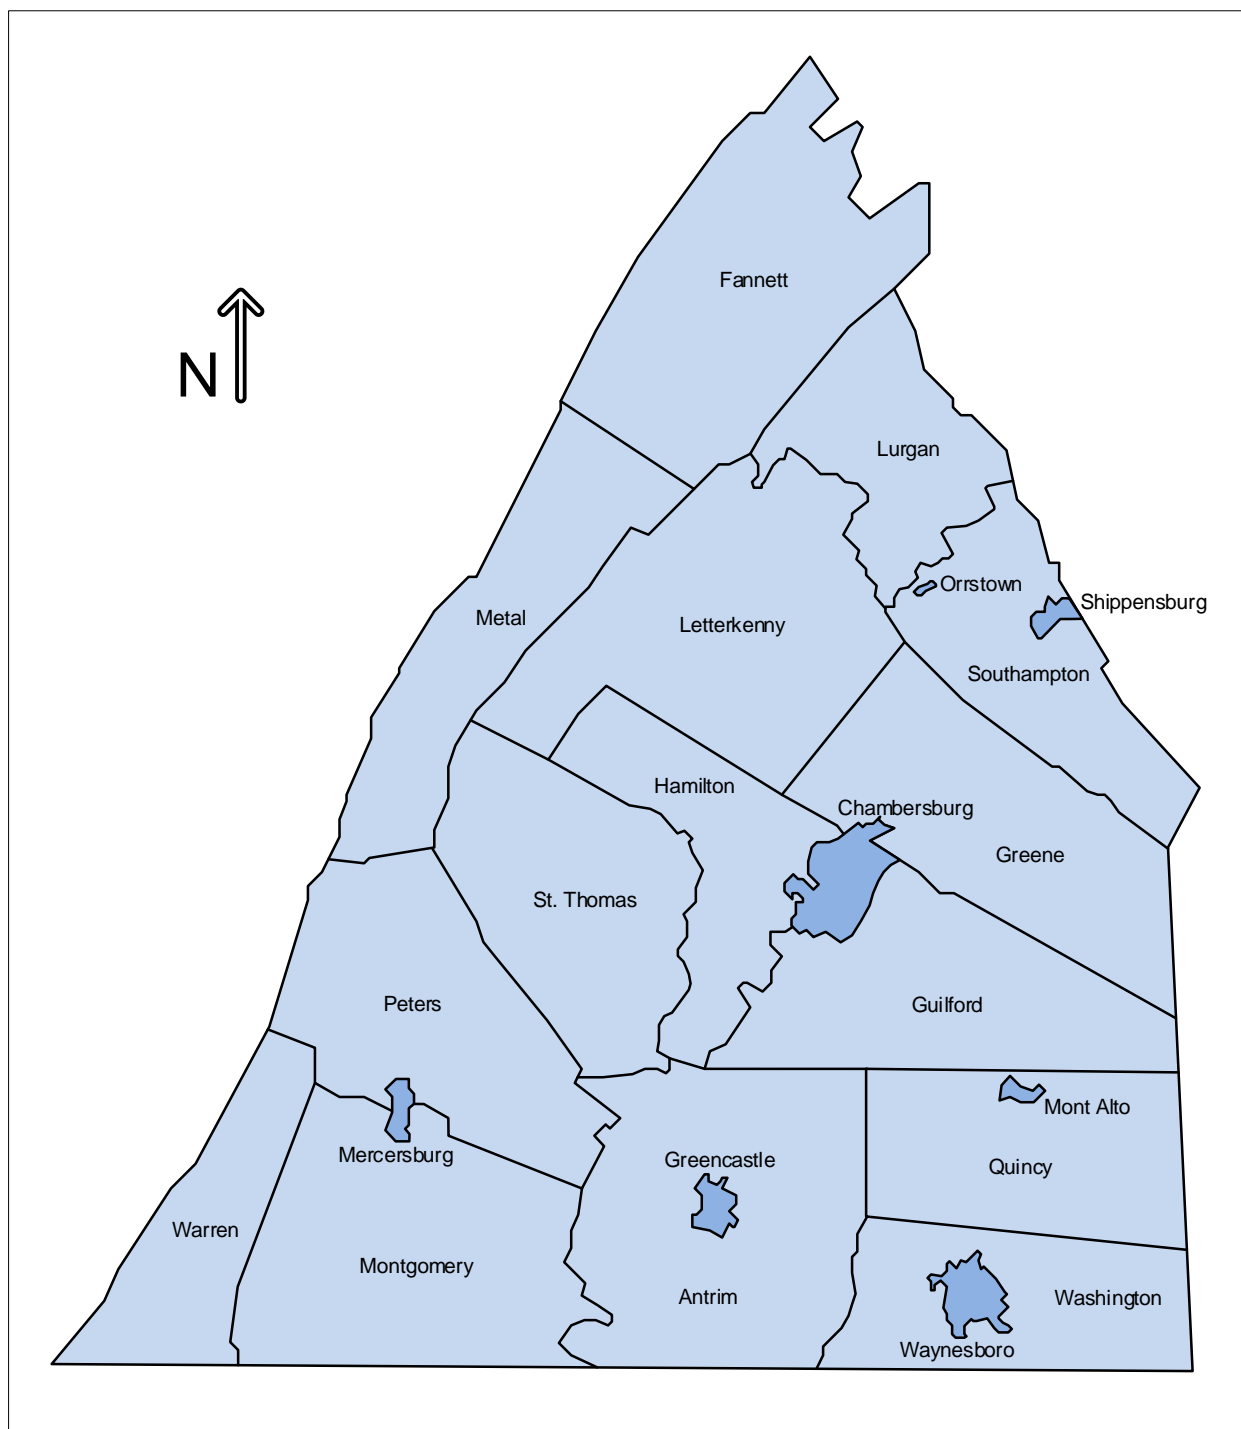 Fannett
N
Lurgan
Orrstown
Shippensburg
Metal
Letterkenny
Southampton
Hamilton
Chambersburg
Greene
St. Thomas
Peters
Guilford
Mont Alto
Mercersburg
Greencastle
Quincy
Warren
Montgomery
Antrim
Washington
Waynesboro